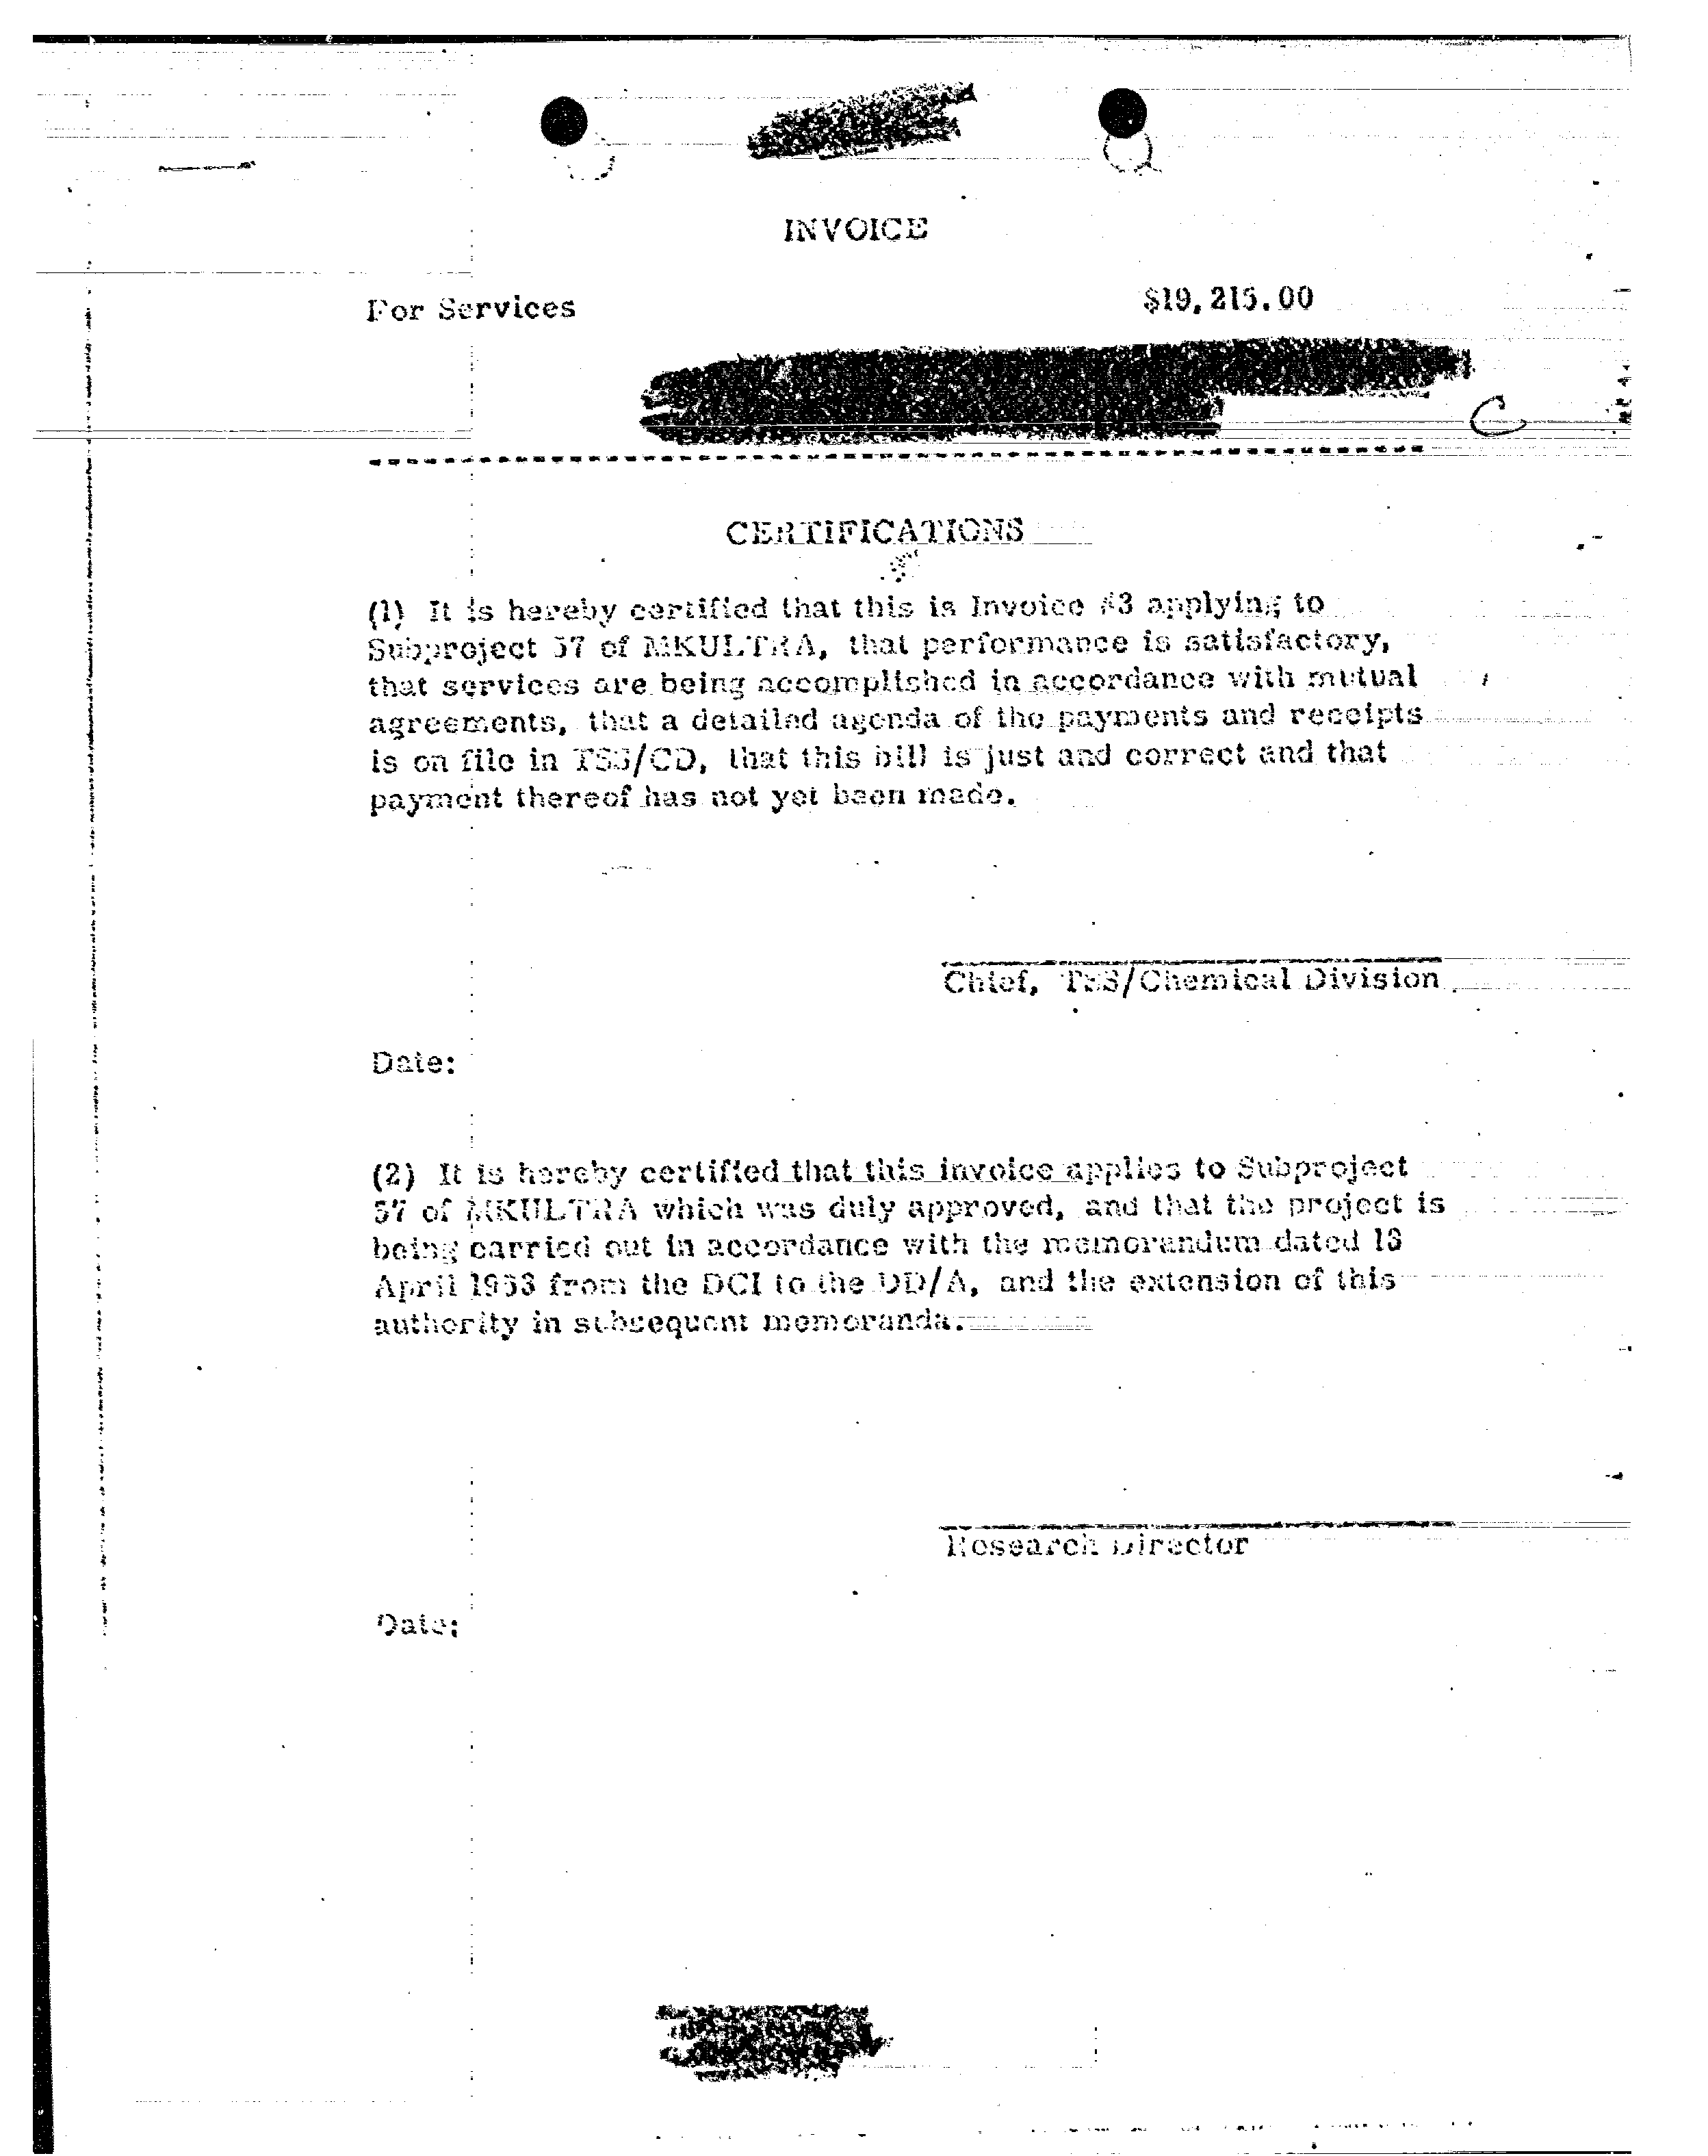 INVOICE
For Services
$19,215.00
C
CERTIFICATIONS
(1) It is hereby certified that this is Invoice #3 applying to
Subproject 57 of MKULTRA, that performance is satisfactory,
that services are being accomplished in accordance with mutual
agreements, that a detailed agenda of the payments and receipts
is on file in TSS/CD, that this bill is just and correct and that
payment thereof has not yet been made.
Chief, TSS/Chemical Division
Date:
(2) It is hereby certified that this invoice applies to Subproject
57 of MKULTRA which was duly approved, and that the project is
being carried out in accordance with the memorandum dated 13
April 1953 from the DCI to the DD/A, and the extension of this
authority in subsequent memoranda.
Research Director
Date: